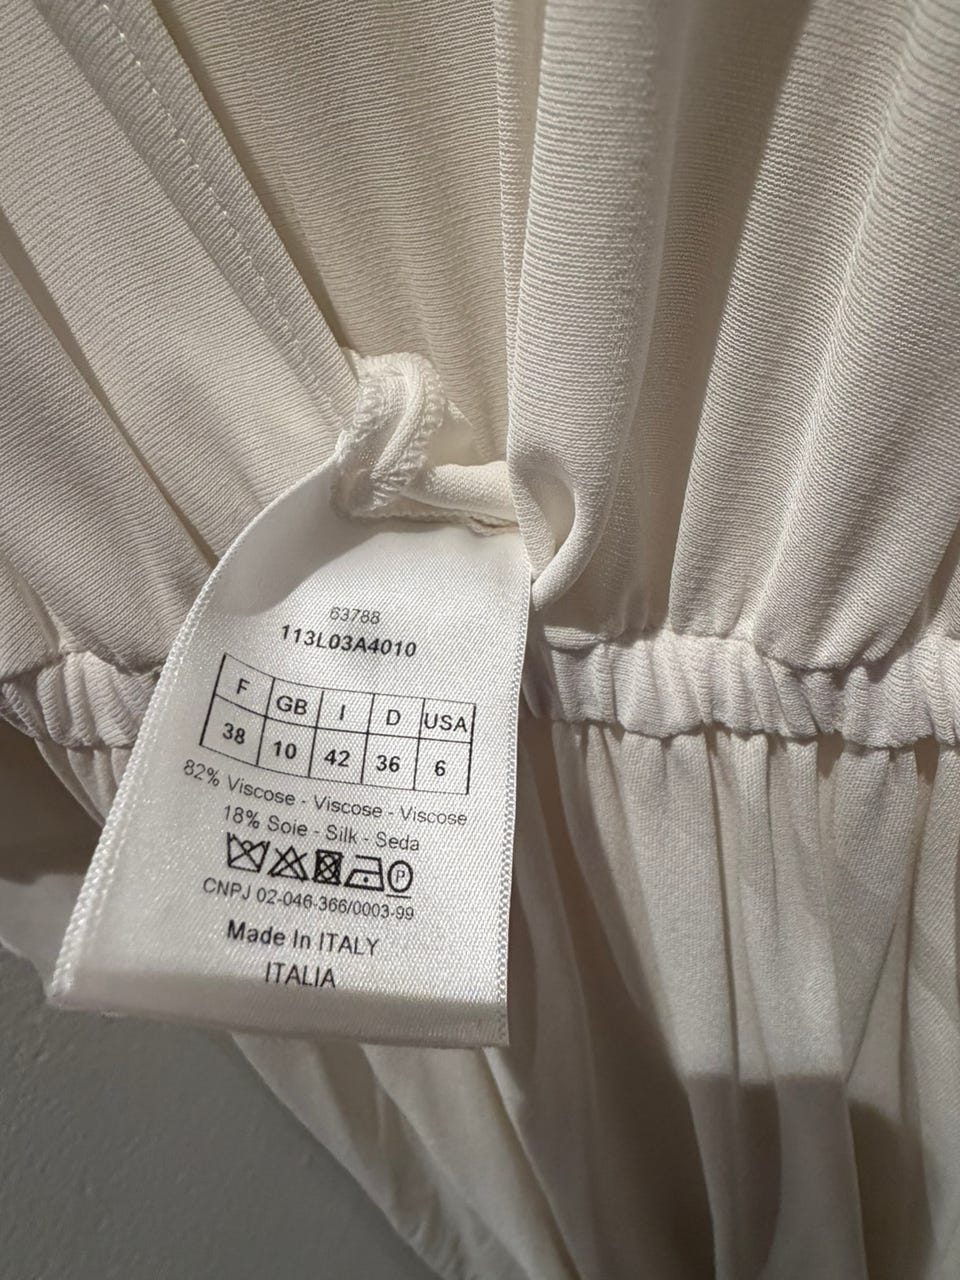 63788
113L03A4010
F GB I D USA
38 10 42 36 6
82% Viscose - Viscose - Viscose
18% Soie - Silk - Seda
P
CNPJ 02-046-366/0003-99
Made In ITALY
ITALIA